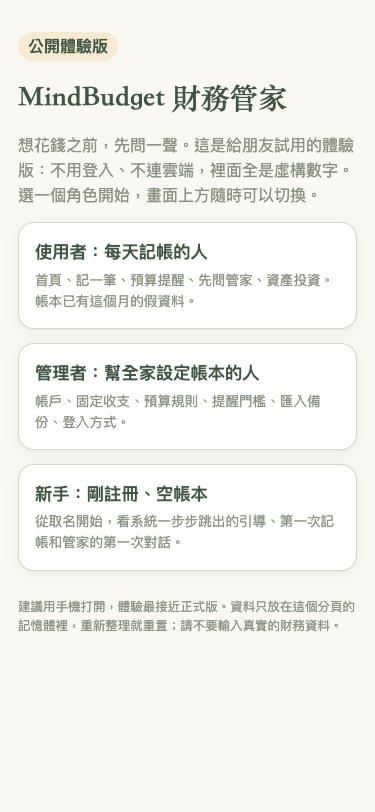 公開體驗版
MindBudget 財務管家
想花錢之前，先問一聲。這是給朋友試用的體驗
版：不用登入、不連雲端，裡面全是虛構數字。
選一個角色開始，畫面上方隨時可以切換。
使用者：每天記帳的人
首頁、記一筆、預算提醒、先問管家、資產投資。
帳本已有這個月的假資料。
管理者：幫全家設定帳本的人
帳戶、固定收支、預算規則、提醒門檻、匯入備
份、登入方式。
新手：剛註冊、空帳本
從取名開始，看系統一步步跳出的引導、第一次記
帳和管家的第一次對話。
建議用手機打開，體驗最接近正式版。資料只放在這個分頁的
記憶體裡，重新整理就重置；請不要輸入真實的財務資料。